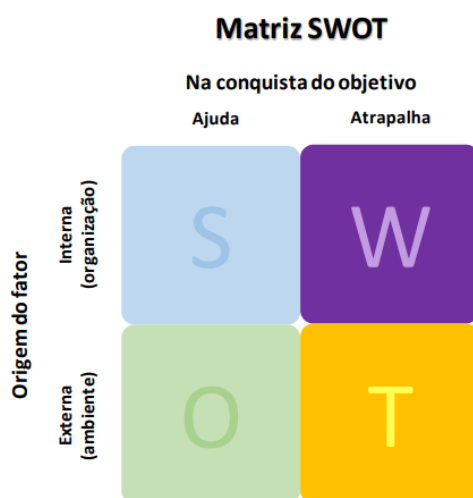 Matriz SWOT
Na conquista do objetivo
Ajuda
Atrapalha
Origem do fator
Interna
(organização)
S
W
Externa
(ambiente)
O
T